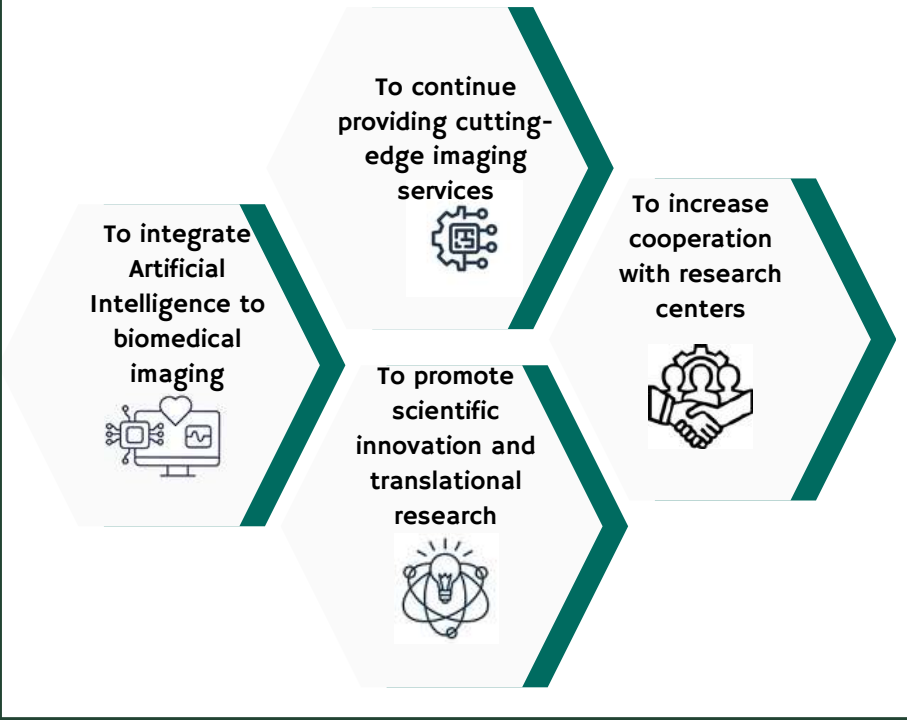 To continue
providing cutting-
edge imaging
services
To integrate
Artificial
Intelligence to
biomedical
imaging
To increase
cooperation
with research
centers
To promote
scientific
innovation and
translational
research